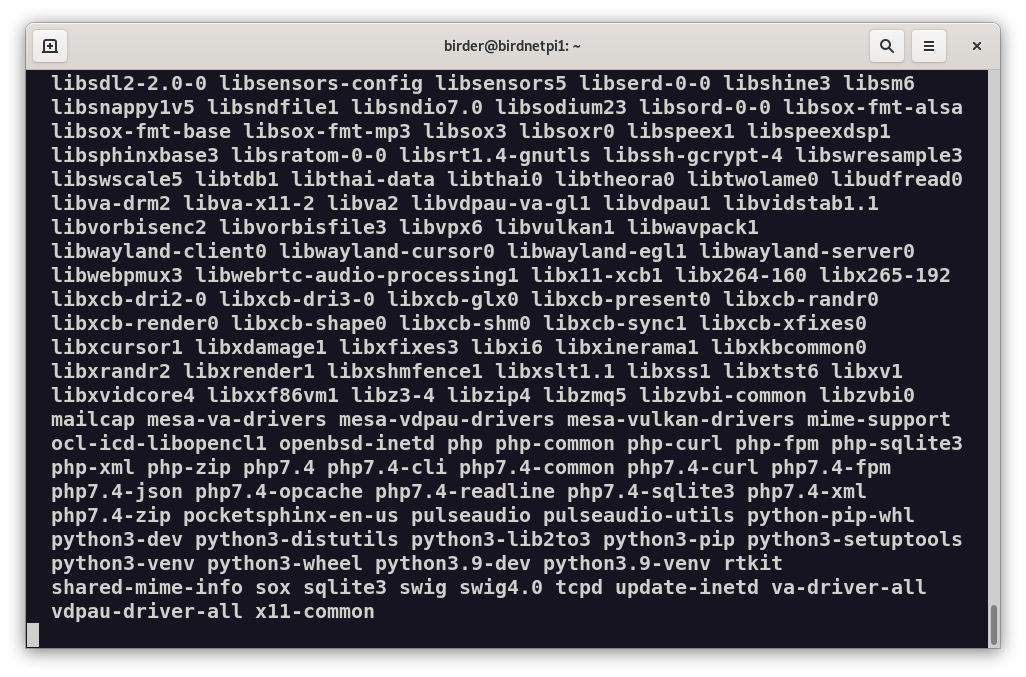 birder@birdnetpi1: ~
libsdl2-2.0-0 libsensors-config libsensors5 libserd-0-0 libshine3 libsm6
libsnappy1v5 libsndfile1 libsndio7.0 libsodium23 libsord-0-0 libsox-fmt-alsa
libsox-fmt-base libsox-fmt-mp3 libsox3 libsoxr0 libspeex1 libspeexdsp1
libsphinxbase3 libsratom-0-0 libsrt1.4-gnutls libssh-gcrypt-4 libswresample3
libswscale5 libtdb1 libthai-data libthai0 libtheora0 libtwolame0 libudfread0
libva-drm2 libva-x11-2 libva2 libvdpau-va-gl1 libvdpau1 libvidstab1.1
libvorbisenc2 libvorbisfile3 libvpx6 libvulkan1 libwavpack1
libwayland-client0 libwayland-cursor0 libwayland-egl1 libwayland-server0
libwebpmux3 libwebrtc-audio-processing1 libx11-xcb1 libx264-160 libx265-192
libxcb-dri2-0 libxcb-dri3-0 libxcb-glx0 libxcb-present0 libxcb-randr0
libxcb-render0 libxcb-shape0 libxcb-shm0 libxcb-sync1 libxcb-xfixes0
libxcursor1 libxdamage1 libxfixes3 libxi6 libxinerama1 libxkbcommon0
libxrandr2 libxrender1 libxshmfence1 libxslt1.1 libxss1 libxtst6 libxv1
libxvidcore4 libxxf86vm1 libz3-4 libzip4 libzmq5 libzvbi-common libzvbi0
mailcap mesa-va-drivers mesa-vdpau-drivers mesa-vulkan-drivers mime-support
ocl-icd-libopencl1 openbsd-inetd php php-common php-curl php-fpm php-sqlite3
php-xml php-zip php7.4 php7.4-cli php7.4-common php7.4-curl php7.4-fpm
php7.4-json php7.4-opcache php7.4-readline php7.4-sqlite3 php7.4-xml
php7.4-zip pocketsphinx-en-us pulseaudio pulseaudio-utils python-pip-whl
python3-dev python3-distutils python3-lib2to3 python3-pip python3-setuptools
python3-venv python3-wheel python3.9-dev python3.9-venv rtkit
shared-mime-info sox sqlite3 swig swig4.0 tcpd update-inetd va-driver-all
vdpau-driver-all x11-common